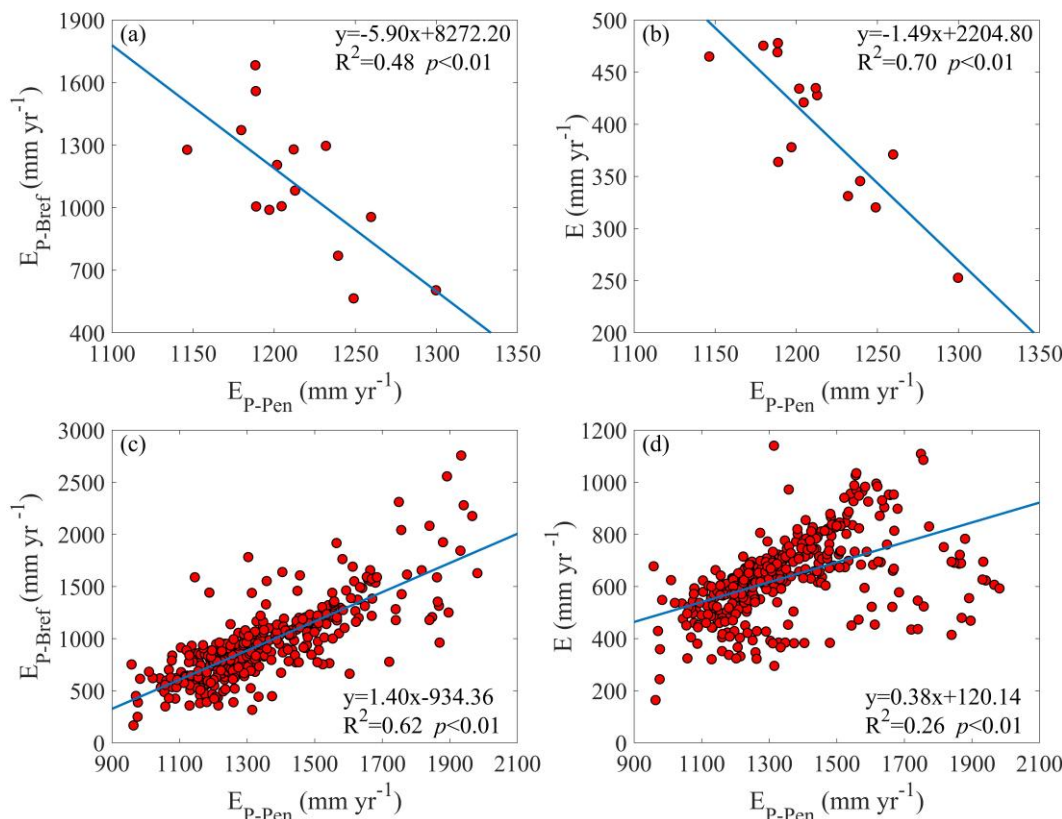 (a)
y=-5.90x+8272.20
R²=0.48 p<0.01
1900
1600
1300
1000
700
400
E_P-Bref (mm yr⁻¹)
1100 1150 1200 1250 1300 1350
E_P-Pen (mm yr⁻¹)
(b)
y=-1.49x+2204.80
R²=0.70 p<0.01
500
450
400
350
300
250
200
E (mm yr⁻¹)
1100 1150 1200 1250 1300 1350
E_P-Pen (mm yr⁻¹)
(c)
3000
2500
2000
1500
1000
500
0
E_P-Bref (mm yr⁻¹)
y=1.40x-934.36
R²=0.62 p<0.01
900 1100 1300 1500 1700 1900 2100
E_P-Pen (mm yr⁻¹)
(d)
1200
1000
800
600
400
200
0
E (mm yr⁻¹)
y=0.38x+120.14
R²=0.26 p<0.01
900 1100 1300 1500 1700 1900 2100
E_P-Pen (mm yr⁻¹)